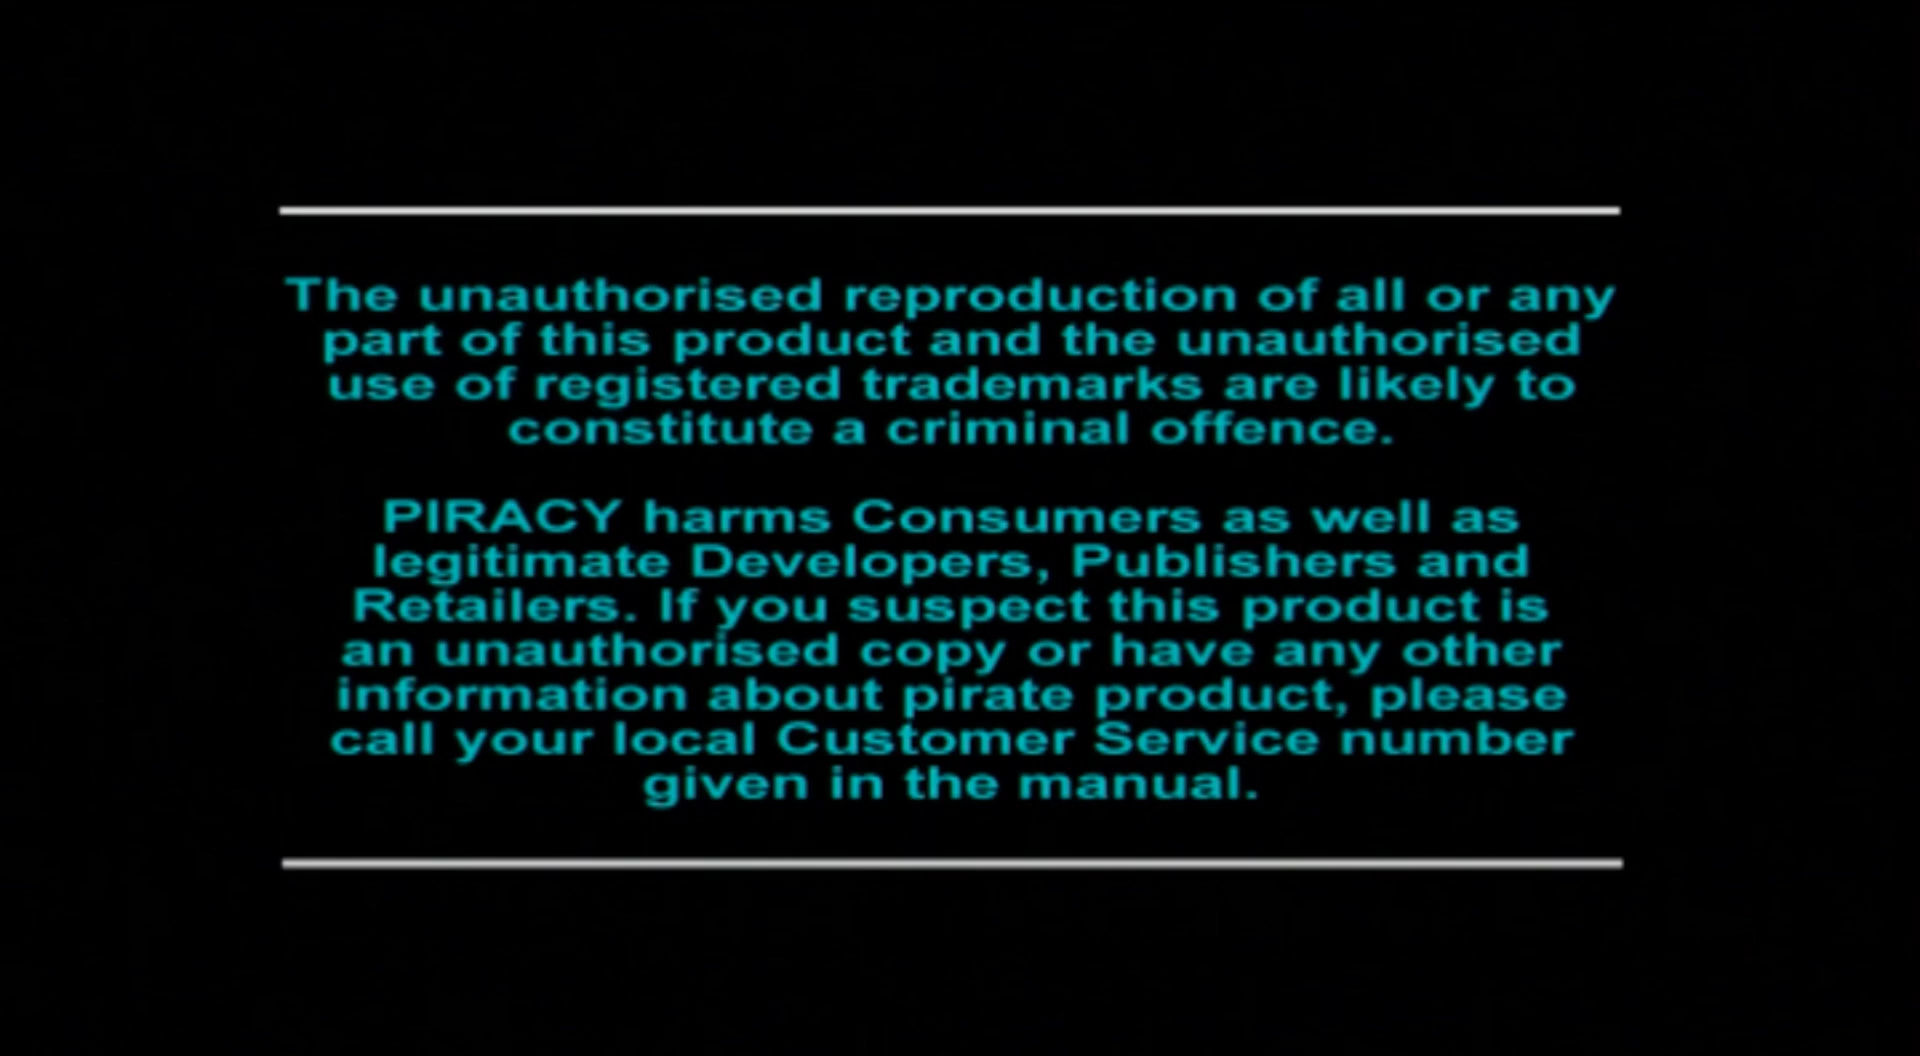 The unauthorised reproduction of all or any
part of this product and the unauthorised
use of registered trademarks are likely to
constitute a criminal offence.
PIRACY harms Consumers as well as
legitimate Developers, Publishers and
Retailers. If you suspect this product is
an unauthorised copy or have any other
information about pirate product, please
call your local Customer Service number
given in the manual.